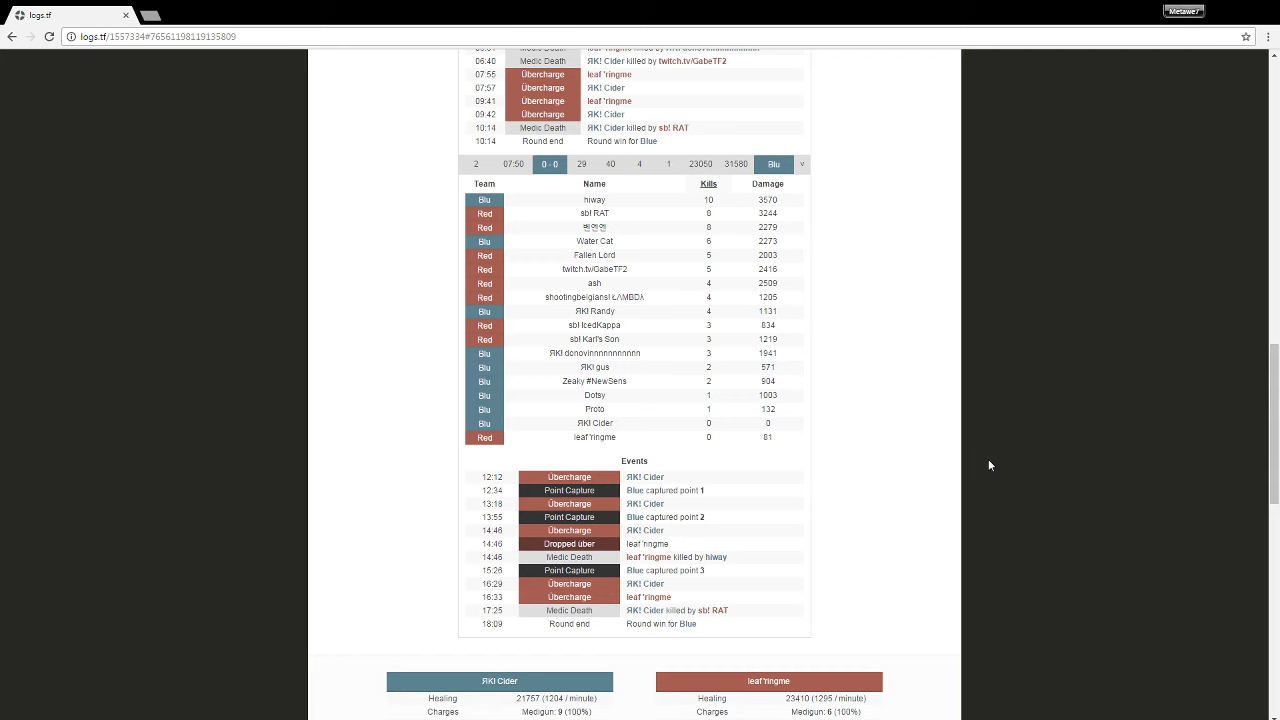 logs.tf
Metawe7
logs.tf/1557334#76561198119135809
06:40 Medic Death ЯK! Cider killed by twitch.tv/GabeTF2
07:55 Übercharge leaf 'ringme
07:57 Übercharge ЯK! Cider
09:41 Übercharge leaf 'ringme
09:42 Übercharge ЯK! Cider
10:14 Medic Death ЯK! Cider killed by sb! RAT
10:14 Round end Round win for Blue
2 07:50 0 - 0 29 40 4 1 23050 31580 Blu v
Team Name Kills Damage
Blu hiway 10 3570
Red sb! RAT 8 3244
Red 8 2279
Blu Water Cat 6 2273
Red Fallen Lord 5 2003
Red twitch.tv/GabeTF2 5 2416
Red ash 4 2509
Red shootingbelgians! ŁΛMBDλ 4 1205
Blu ЯK! Randy 4 1131
Red sb! IcedKappa 3 834
Red sb! Karl's Son 3 1219
Blu ЯK! donovinnnnnnnnnn 3 1941
Blu ЯK! gus 2 571
Blu Zeaky #NewSens 2 904
Blu Dotsy 1 1003
Blu Proto 1 132
Blu ЯK! Cider 0 0
Red leaf 'ringme 0 81
Events
12:12 Übercharge ЯK! Cider
12:34 Point Capture Blue captured point 1
13:18 Übercharge ЯK! Cider
13:55 Point Capture Blue captured point 2
14:46 Übercharge ЯK! Cider
14:46 Dropped über leaf 'ringme
14:46 Medic Death leaf 'ringme killed by hiway
15:26 Point Capture Blue captured point 3
16:29 Übercharge ЯK! Cider
16:33 Übercharge leaf 'ringme
17:25 Medic Death ЯK! Cider killed by sb! RAT
18:09 Round end Round win for Blue
ЯK! Cider leaf 'ringme
Healing 21757 (1204 / minute) Healing 23410 (1295 / minute)
Charges Medigun: 9 (100%) Charges Medigun: 6 (100%)